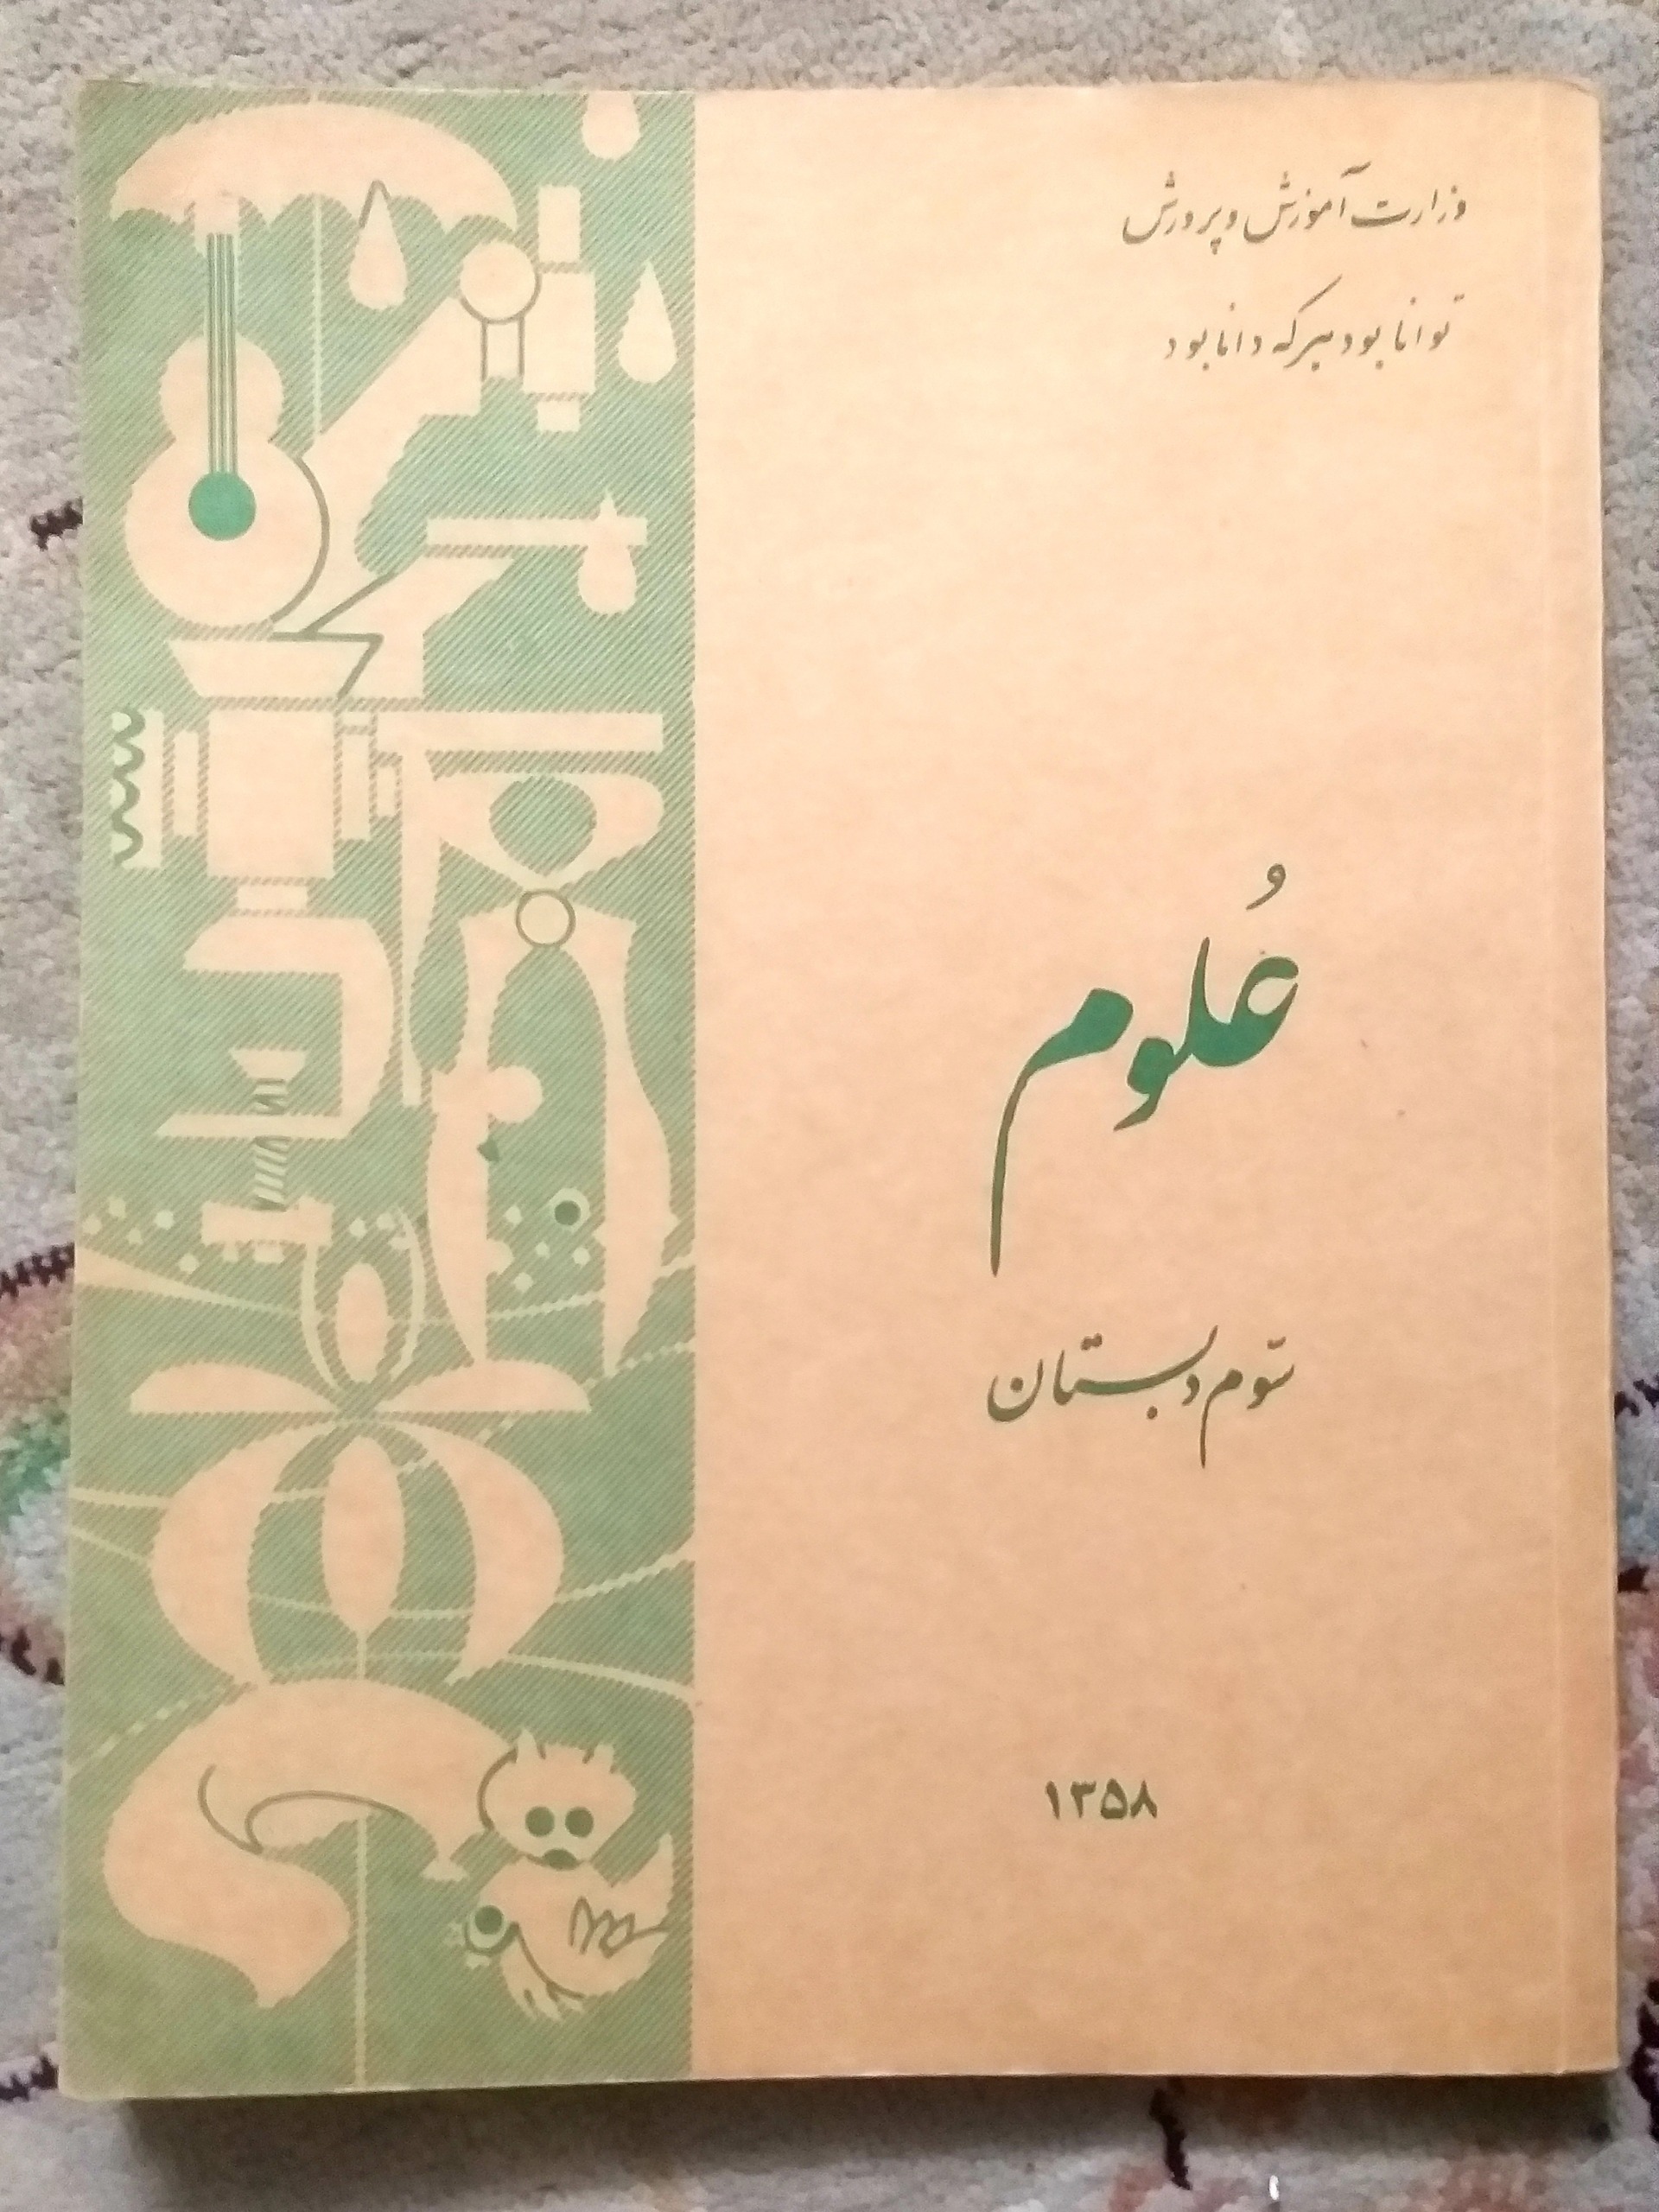 وزارت آموزش و پرورش
توانا بود هر که دانا بود
عُلوم
سوم دبستان
۱۳۵۸